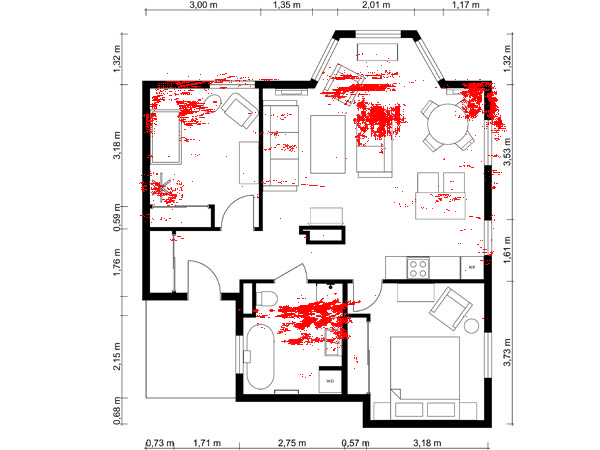 3,00 m 1,35 m 2,01 m 1,17 m
1,32 m 1,32 m
3,18 m 3,53 m
0,59 m
1,76 m 1,61 m
R/F
2,15 m 3,73 m
WD
0,68 m
0,73 m 1,71 m 2,75 m 0,57 m 3,18 m